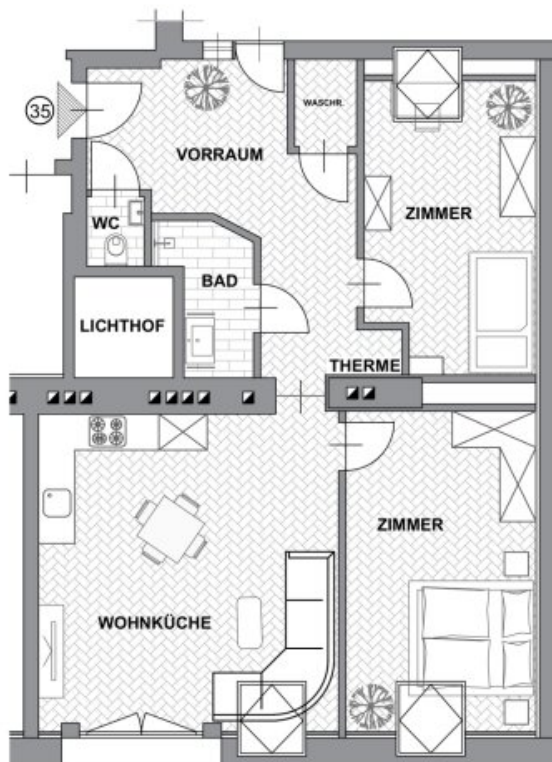 35
WASCHR.
VORRAUM
ZIMMER
WC
BAD
LICHTHOF
THERME
ZIMMER
WOHNKÜCHE